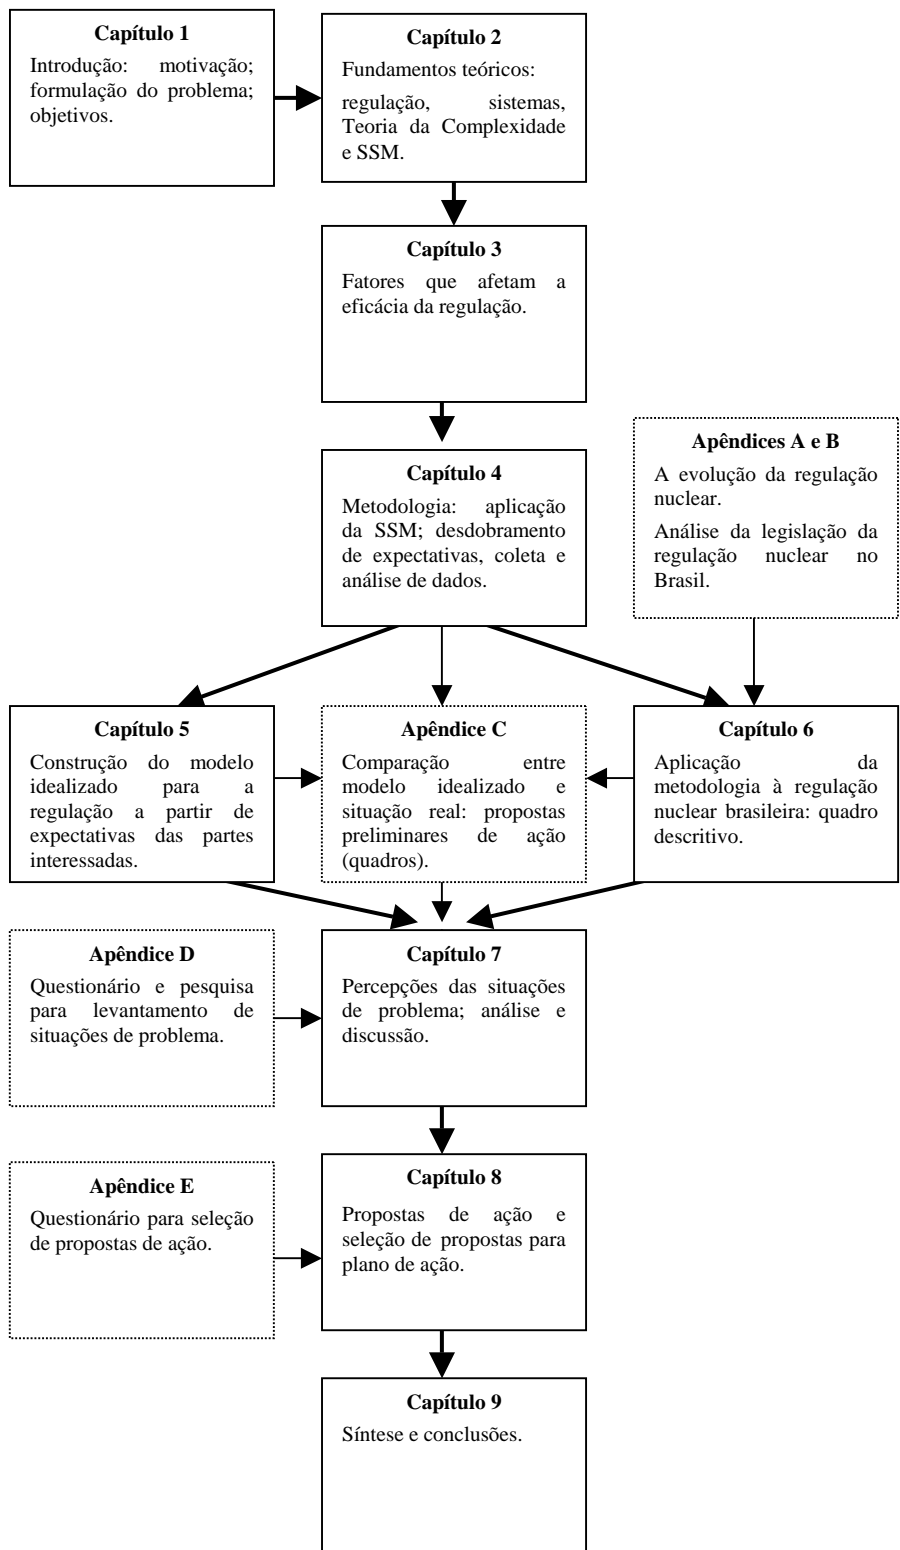 Capítulo 1
Introdução: motivação;
formulação do problema;
objetivos.
Capítulo 2
Fundamentos teóricos:
regulação, sistemas,
Teoria da Complexidade
e SSM.
Capítulo 3
Fatores que afetam a
eficácia da regulação.
Capítulo 4
Metodologia: aplicação
da SSM; desdobramento
de expectativas, coleta e
análise de dados.
Apêndices A e B
A evolução da regulação
nuclear.
Análise da legislação da
regulação nuclear no
Brasil.
Capítulo 5
Construção do modelo
idealizado para a
regulação a partir de
expectativas das partes
interessadas.
Apêndice C
Comparação entre
modelo idealizado e
situação real: propostas
preliminares de ação
(quadros).
Capítulo 6
Aplicação da
metodologia à regulação
nuclear brasileira: quadro
descritivo.
Apêndice D
Questionário e pesquisa
para levantamento de
situações de problema.
Capítulo 7
Percepções das situações
de problema; análise e
discussão.
Apêndice E
Questionário para seleção
de propostas de ação.
Capítulo 8
Propostas de ação e
seleção de propostas para
plano de ação.
Capítulo 9
Síntese e conclusões.